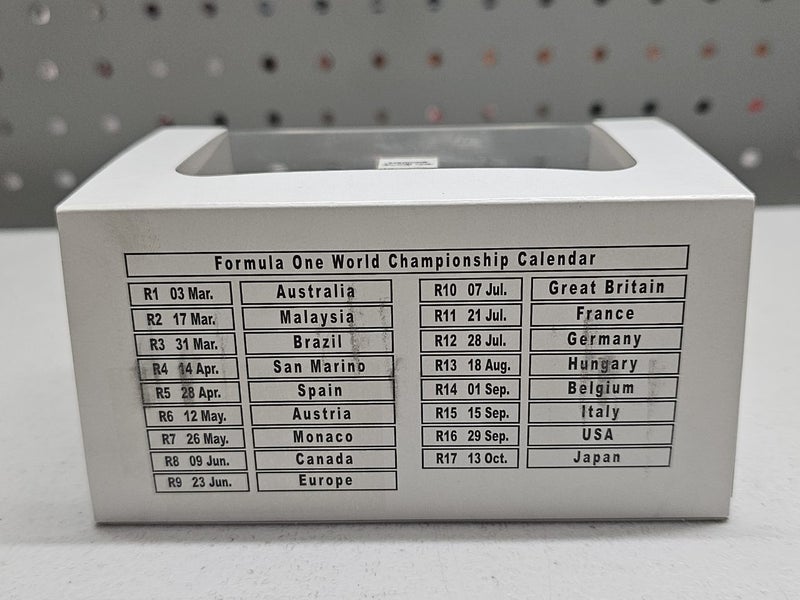 Formula One World Championship Calendar
R1 03 Mar. Australia
R2 17 Mar. Malaysia
R3 31 Mar. Brazil
R4 14 Apr. San Marino
R5 28 Apr. Spain
R6 12 May. Austria
R7 26 May. Monaco
R8 09 Jun. Canada
R9 23 Jun. Europe
R10 07 Jul. Great Britain
R11 21 Jul. France
R12 28 Jul. Germany
R13 18 Aug. Hungary
R14 01 Sep. Belgium
R15 15 Sep. Italy
R16 29 Sep. USA
R17 13 Oct. Japan